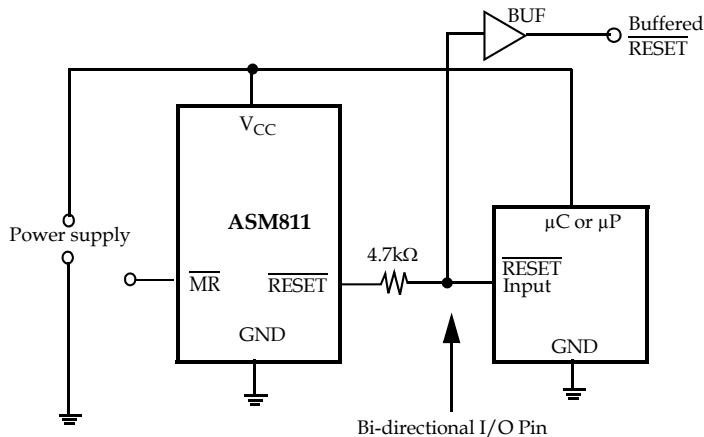 BUF
Buffered
RESET
VCC
ASM811
µC or µP
Power supply
4.7kΩ
MR
RESET
RESET
Input
GND
GND
Bi-directional I/O Pin